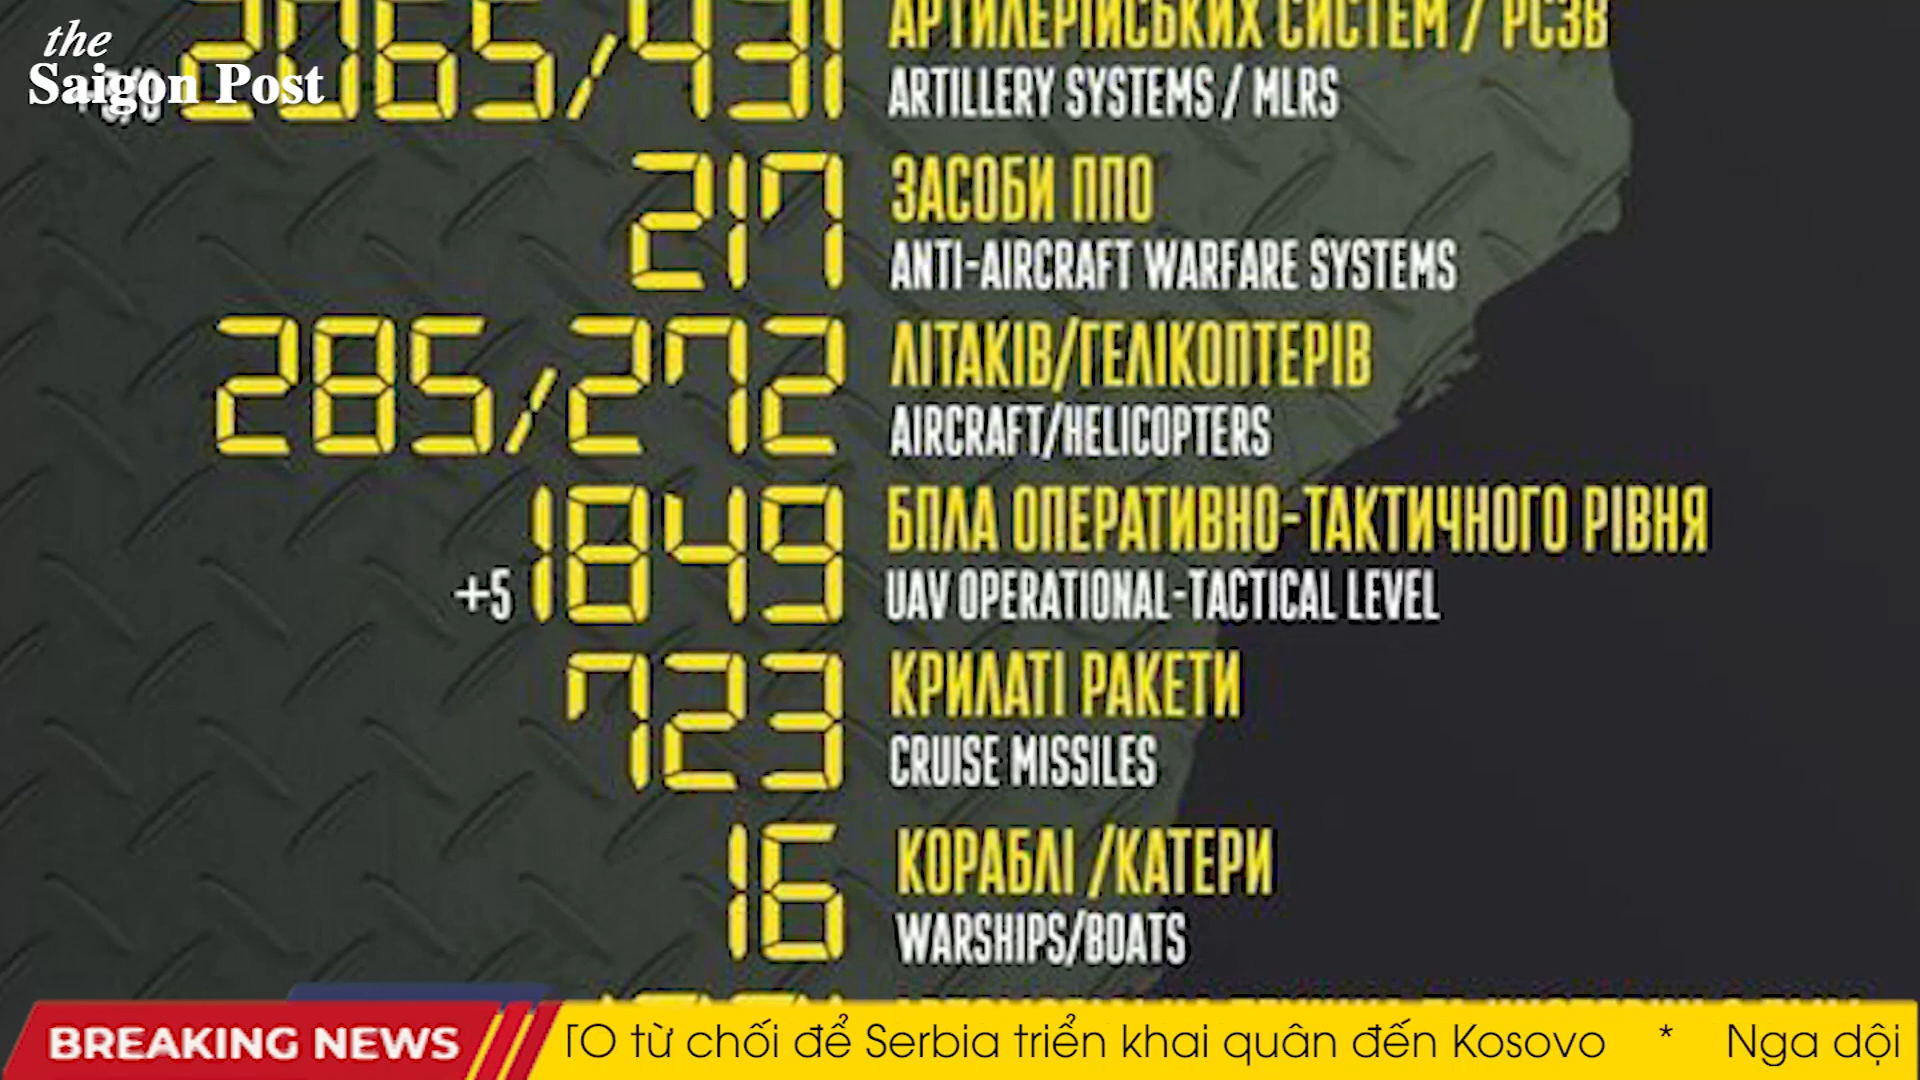 the
Saigon Post
2065/431
АРТИЛЕРІЙСЬКИХ СИСТЕМ / РСЗВ
ARTILLERY SYSTEMS / MLRS
217
ЗАСОБИ ППО
ANTI-AIRCRAFT WARFARE SYSTEMS
285/272
ЛІТАКІВ/ГЕЛІКОПТЕРІВ
AIRCRAFT/HELICOPTERS
+5 1849
БПЛА ОПЕРАТИВНО-ТАКТИЧНОГО РІВНЯ
UAV OPERATIONAL-TACTICAL LEVEL
723
КРИЛАТІ РАКЕТИ
CRUISE MISSILES
16
КОРАБЛІ /КАТЕРИ
WARSHIPS/BOATS
BREAKING NEWS
TO từ chối để Serbia triển khai quân đến Kosovo * Nga dội